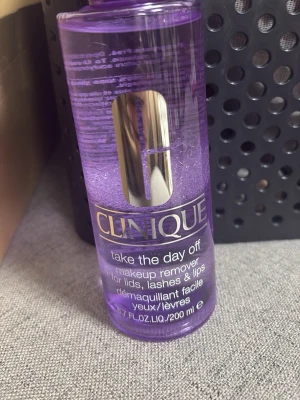 CLINIQUE
take the day off
makeup remover
for lids, lashes & lips
démaquillant facile
yeux/lèvres
.7 FL.OZ.LIQ./200 ml e